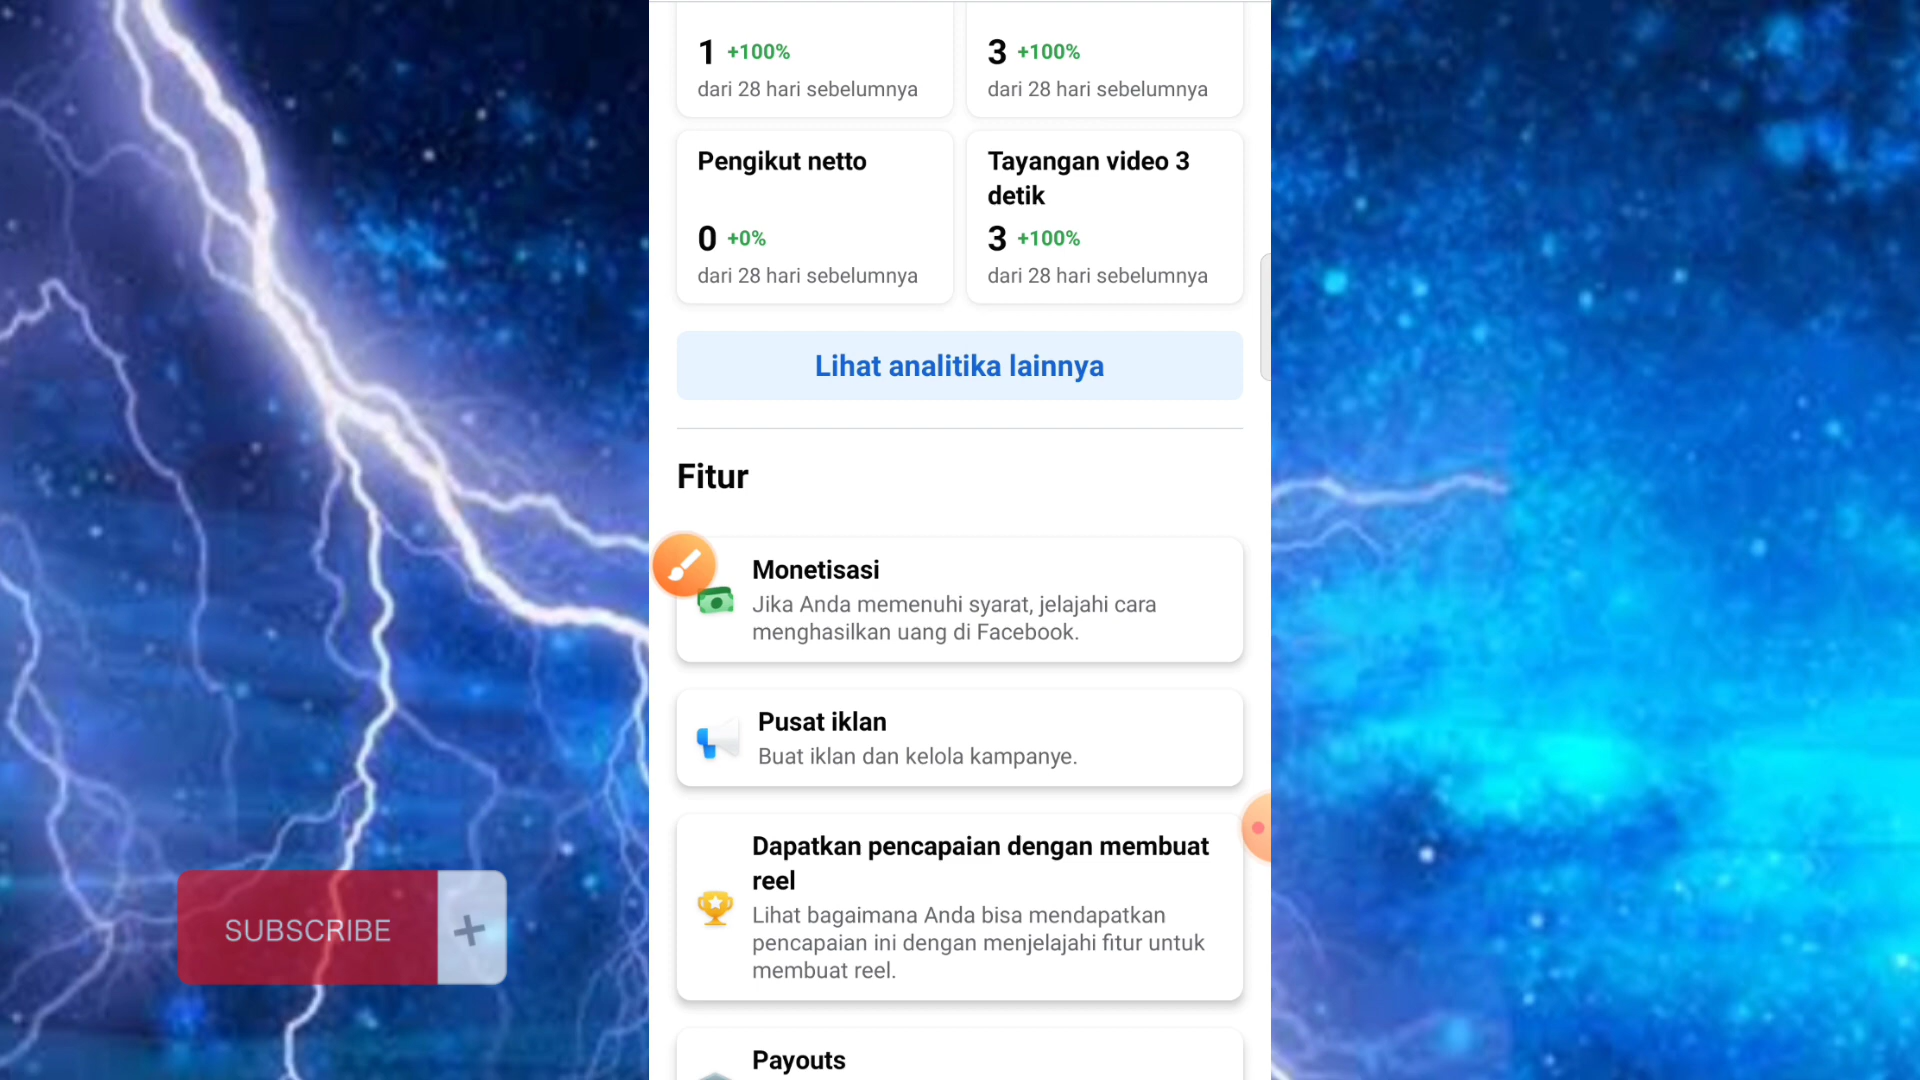 1 +100%
dari 28 hari sebelumnya
3 +100%
dari 28 hari sebelumnya
Pengikut netto
0 +0%
dari 28 hari sebelumnya
Tayangan video 3
detik
3 +100%
dari 28 hari sebelumnya
Lihat analitika lainnya
Fitur
Monetisasi
Jika Anda memenuhi syarat, jelajahi cara
menghasilkan uang di Facebook.
Pusat iklan
Buat iklan dan kelola kampanye.
Dapatkan pencapaian dengan membuat
reel
Lihat bagaimana Anda bisa mendapatkan
pencapaian ini dengan menjelajahi fitur untuk
membuat reel.
Payouts
SUBSCRIBE +